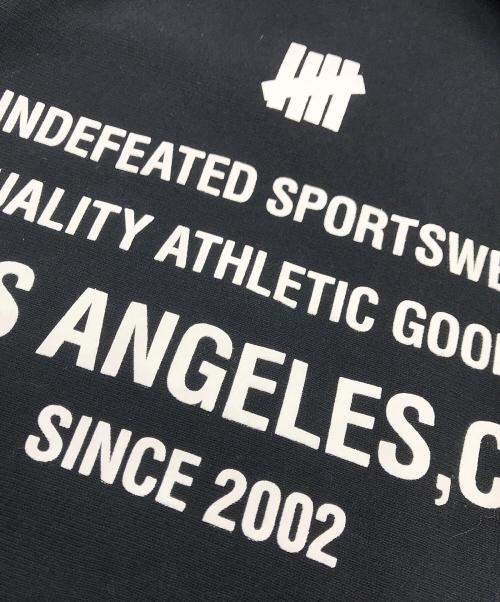 UNDEFEATED SPORTSWE
UALITY ATHLETIC GOO
S ANGELES,C
SINCE 2002